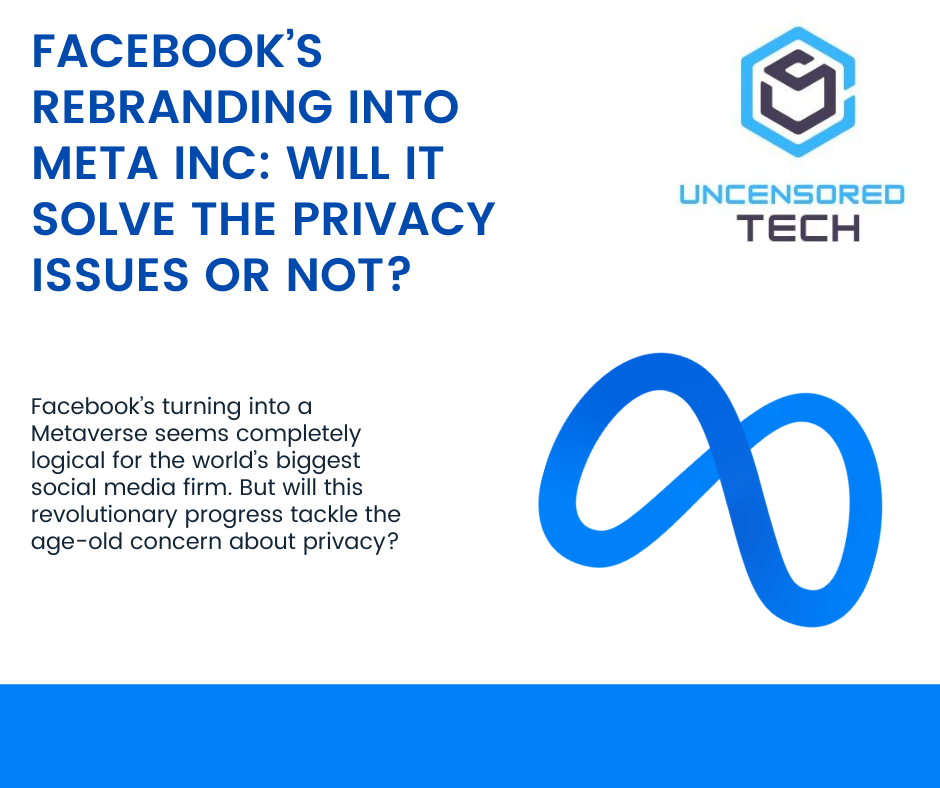 FACEBOOK’S
REBRANDING INTO
META INC: WILL IT
SOLVE THE PRIVACY
ISSUES OR NOT?
UNCENSORED
TECH
Facebook’s turning into a
Metaverse seems completely
logical for the world’s biggest
social media firm. But will this
revolutionary progress tackle the
age-old concern about privacy?